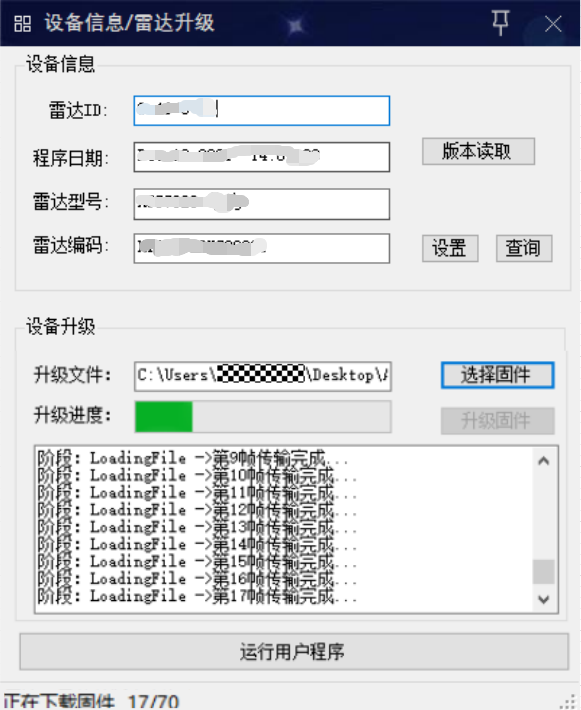 设备信息/雷达升级
设备信息
雷达ID:
程序日期:
版本读取
雷达型号:
雷达编码:
设置 查询
设备升级
升级文件: C:\Users\ \Desktop\A 选择固件
升级进度: 升级固件
阶段: LoadingFile ->第9帧传输完成...
阶段: LoadingFile ->第10帧传输完成...
阶段: LoadingFile ->第11帧传输完成...
阶段: LoadingFile ->第12帧传输完成...
阶段: LoadingFile ->第13帧传输完成...
阶段: LoadingFile ->第14帧传输完成...
阶段: LoadingFile ->第15帧传输完成...
阶段: LoadingFile ->第16帧传输完成...
阶段: LoadingFile ->第17帧传输完成...
运行用户程序
正在下载固件 17/70